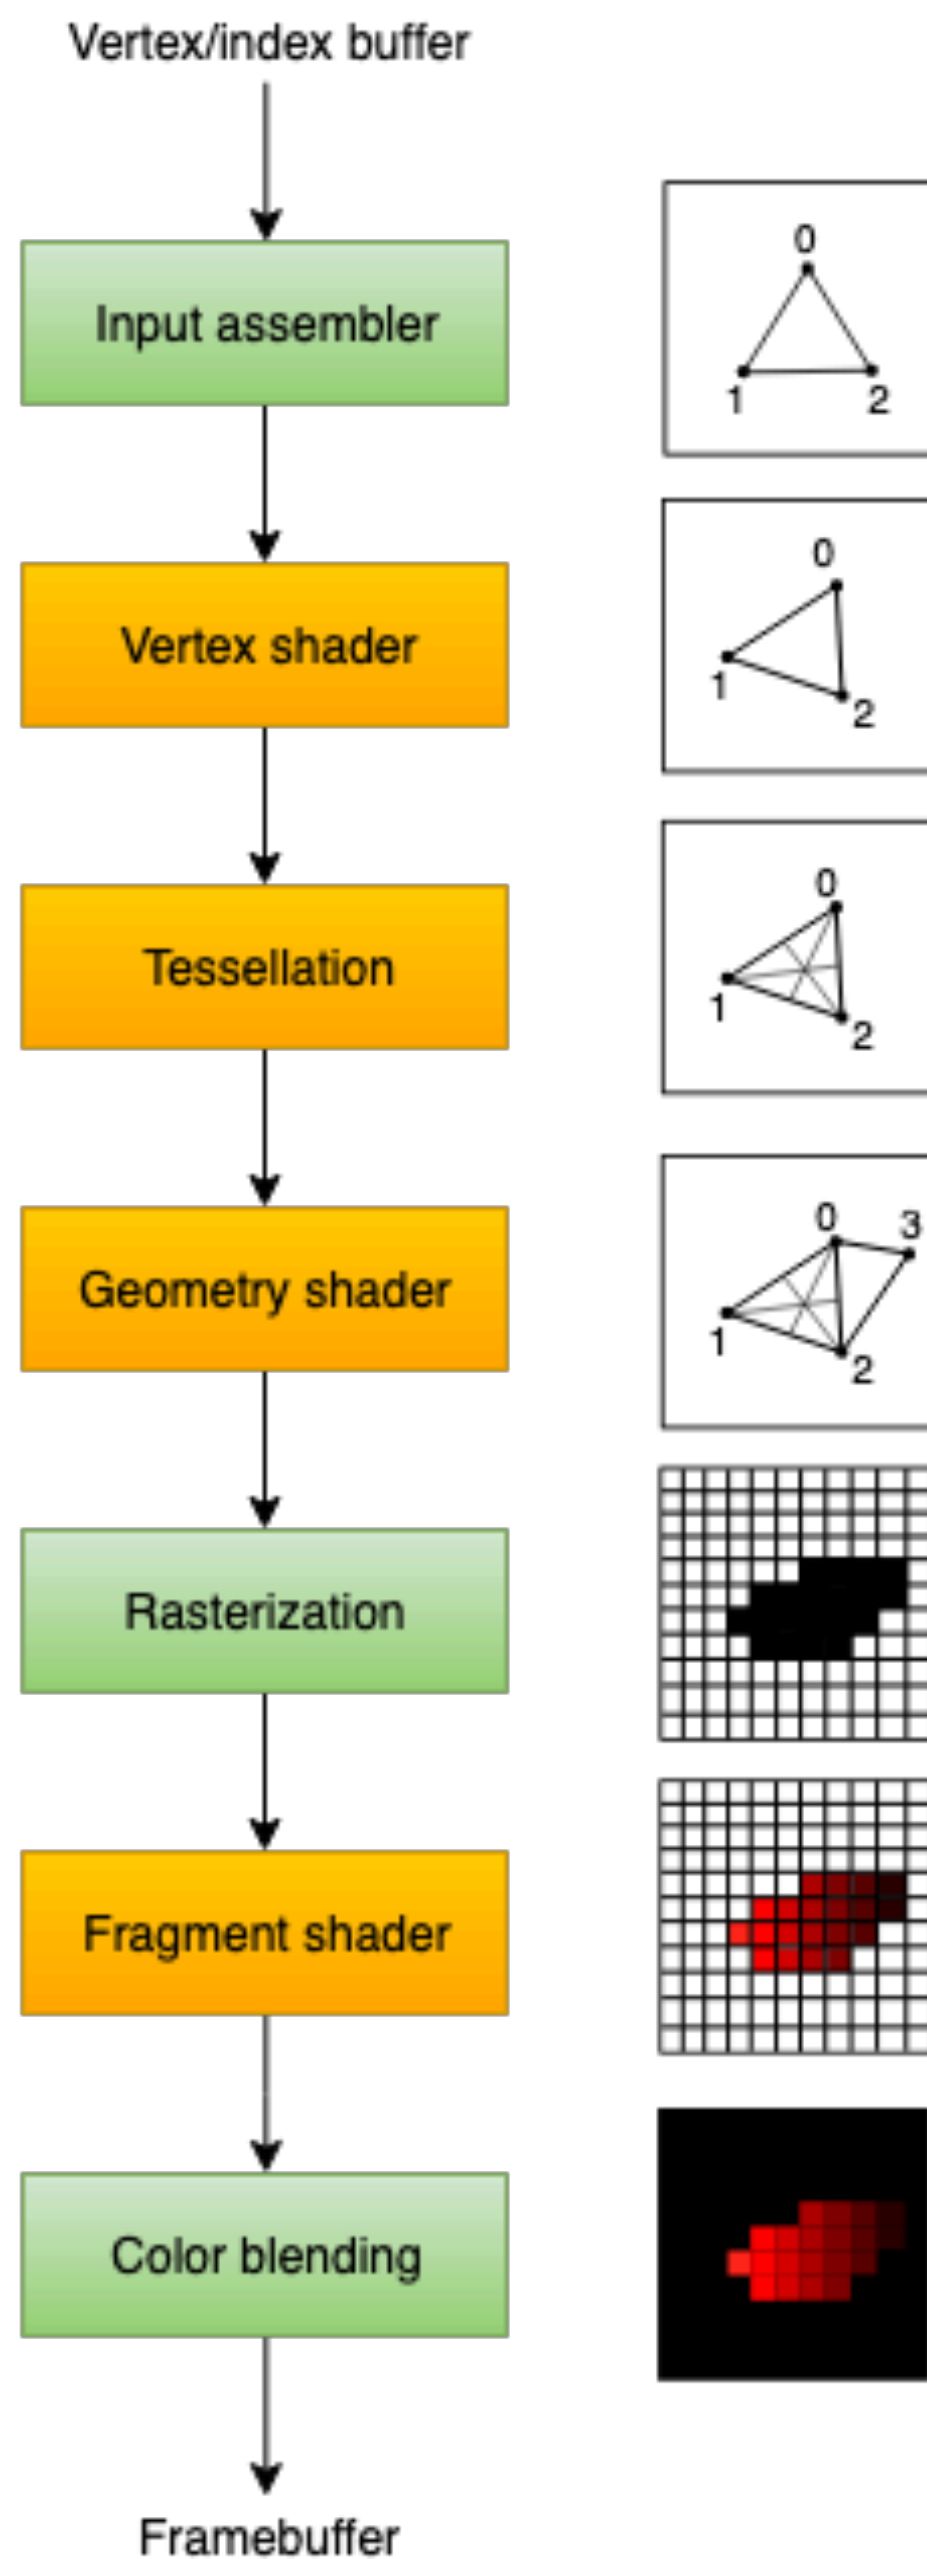 Vertex/index buffer
Input assembler
0
1
2
Vertex shader
0
1
2
Tessellation
0
1
2
Geometry shader
0
3
1
2
Rasterization
Fragment shader
Color blending
Framebuffer